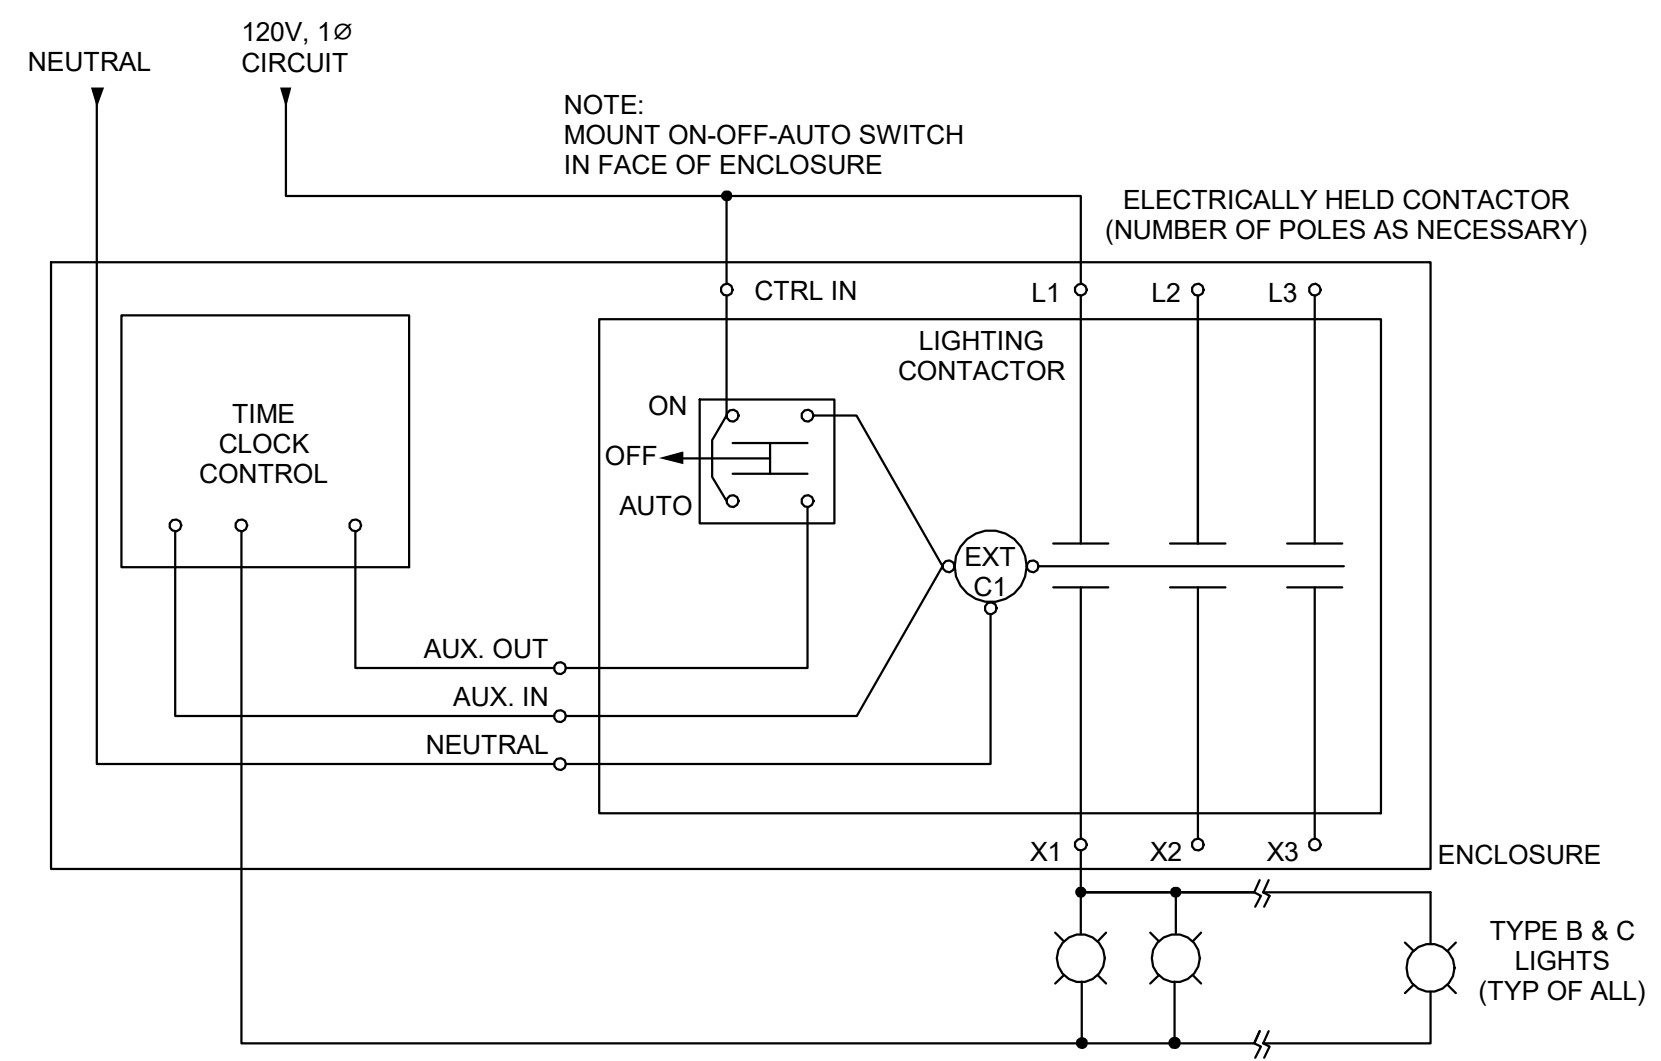 120V, 1∅
NEUTRAL
CIRCUIT
NOTE:
MOUNT ON-OFF-AUTO SWITCH
IN FACE OF ENCLOSURE
ELECTRICALLY HELD CONTACTOR
(NUMBER OF POLES AS NECESSARY)
CTRL IN
L1
L2
L3
LIGHTING
CONTACTOR
TIME
CLOCK
CONTROL
ON
OFF
AUTO
EXT
C1
AUX. OUT
AUX. IN
NEUTRAL
X1
X2
X3
ENCLOSURE
TYPE B & C
LIGHTS
(TYP OF ALL)